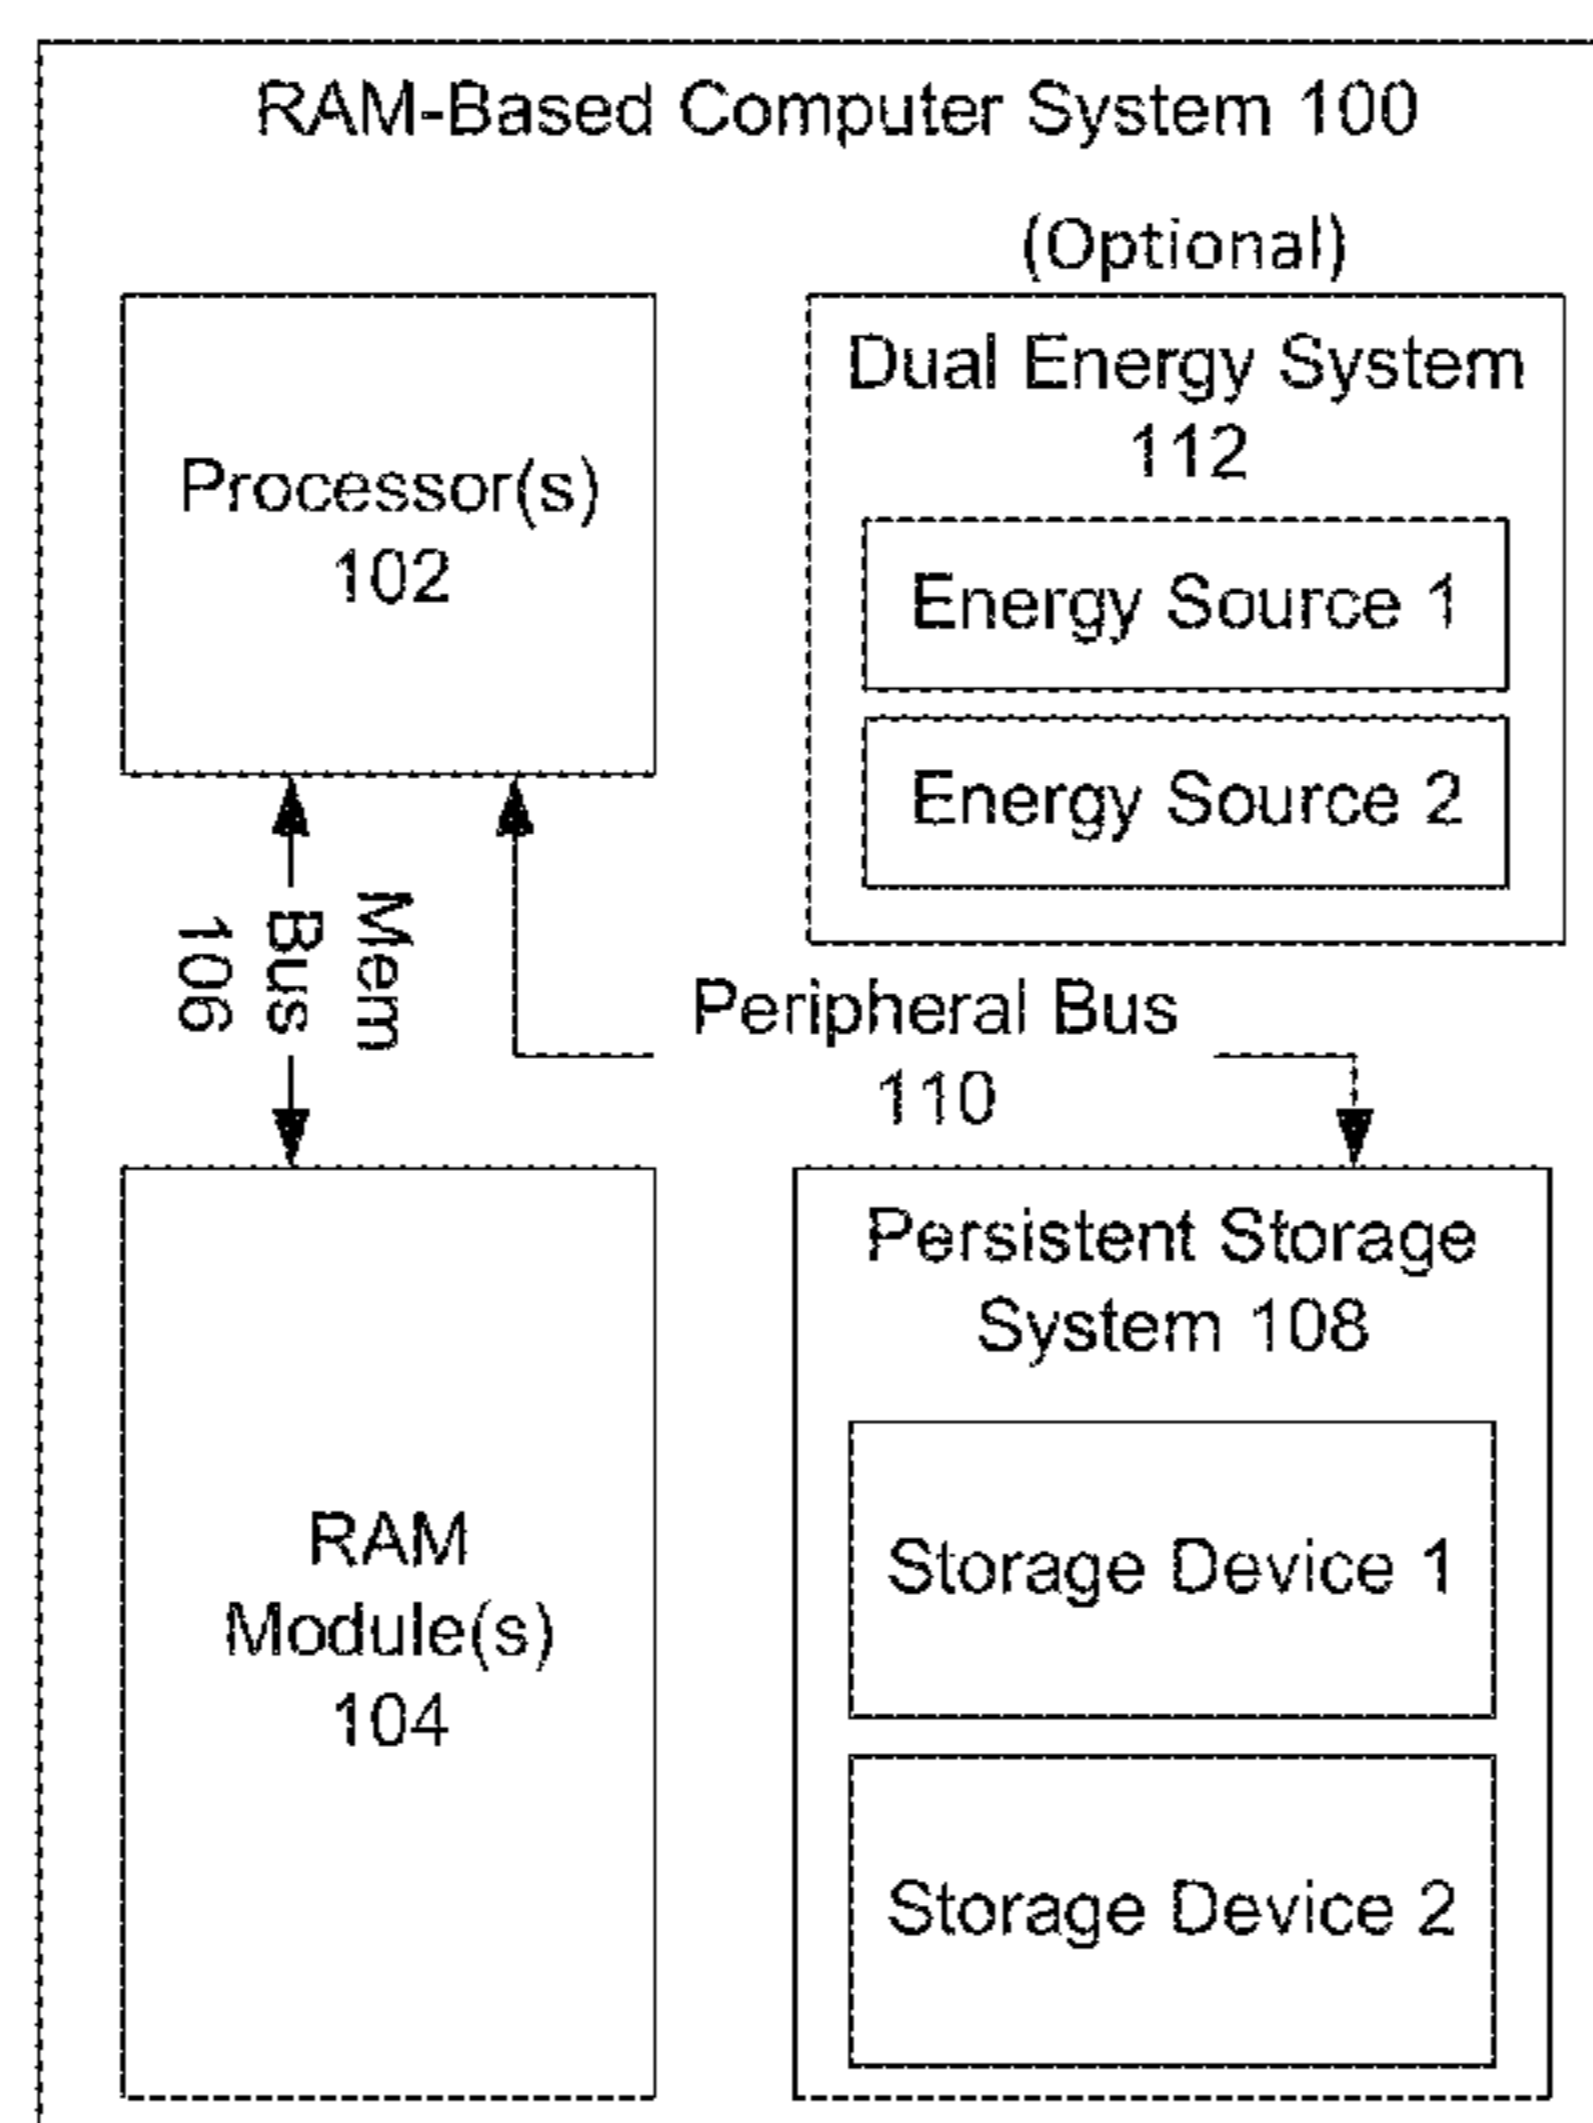 RAM-Based Computer System 100
(Optional)
Processor(s)
102
Dual Energy System
112
Energy Source 1
Energy Source 2
Mem
Bus
106
Peripheral Bus
110
RAM
Module(s)
104
Persistent Storage
System 108
Storage Device 1
Storage Device 2